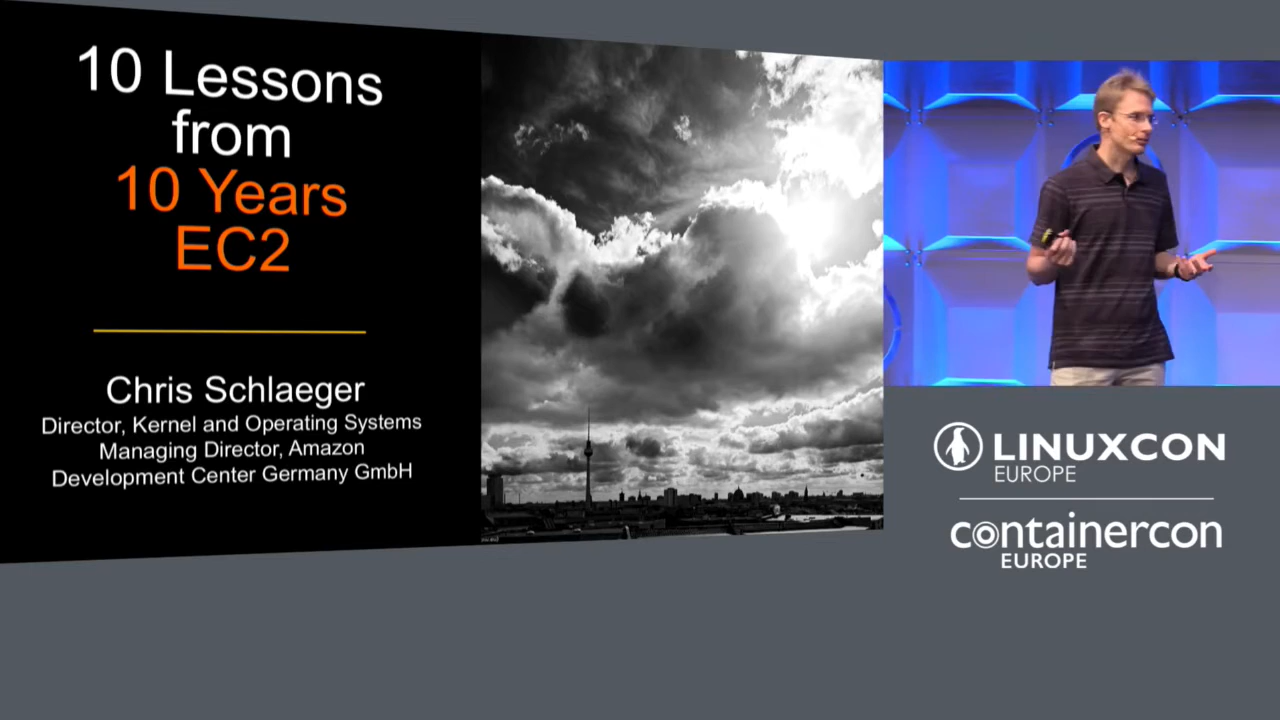 10 Lessons
from
10 Years
EC2
Chris Schlaeger
Director, Kernel and Operating Systems
Managing Director, Amazon
Development Center Germany GmbH
LINUXCON
EUROPE
containercon
EUROPE